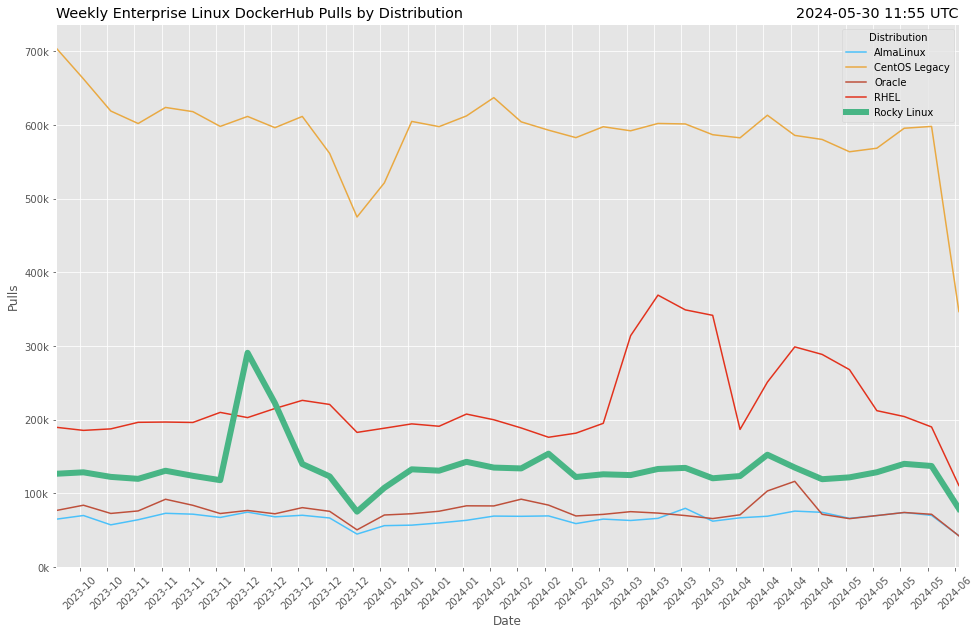 Weekly Enterprise Linux DockerHub Pulls by Distribution
2024-05-30 11:55 UTC
Distribution
AlmaLinux
CentOS Legacy
Oracle
RHEL
Rocky Linux
700k
600k
500k
400k
300k
200k
100k
0k
Pulls
2023-10
2023-10
2023-11
2023-11
2023-11
2023-11
2023-12
2023-12
2023-12
2023-12
2023-12
2024-01
2024-01
2024-01
2024-02
2024-02
2024-02
2024-02
2024-03
2024-03
2024-03
2024-03
2024-03
2024-04
2024-04
2024-04
2024-04
2024-04
2024-05
2024-05
2024-05
2024-05
2024-06
Date